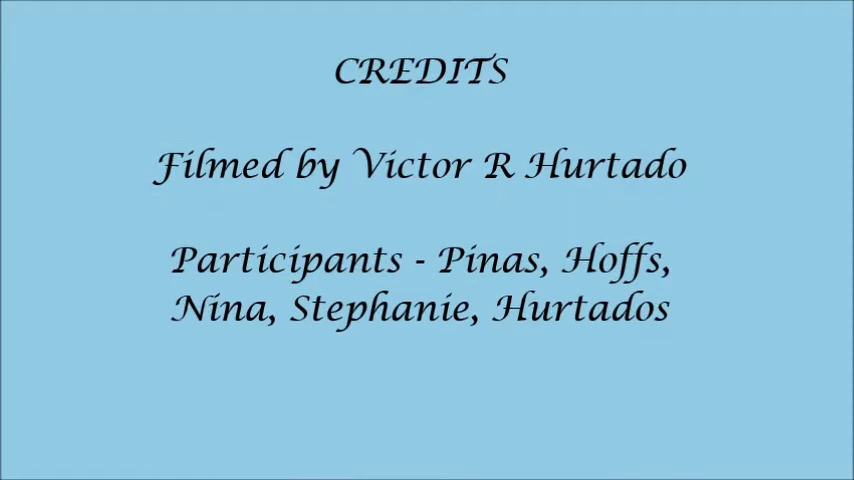 CREDITS
Filmed by Victor R Hurtado
Participants - Pinas, Hoffs,
Nina, Stephanie, Hurtados